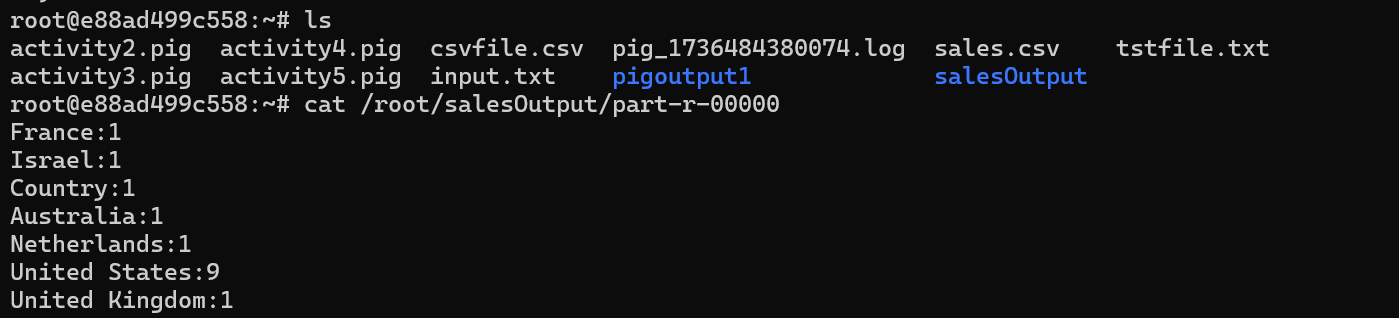 root@e88ad499c558:~# ls
activity2.pig  activity4.pig  csvfile.csv  pig_1736484380074.log  sales.csv    tstfile.txt
activity3.pig  activity5.pig  input.txt    pigoutput1             salesOutput
root@e88ad499c558:~# cat /root/salesOutput/part-r-00000
France:1
Israel:1
Country:1
Australia:1
Netherlands:1
United States:9
United Kingdom:1